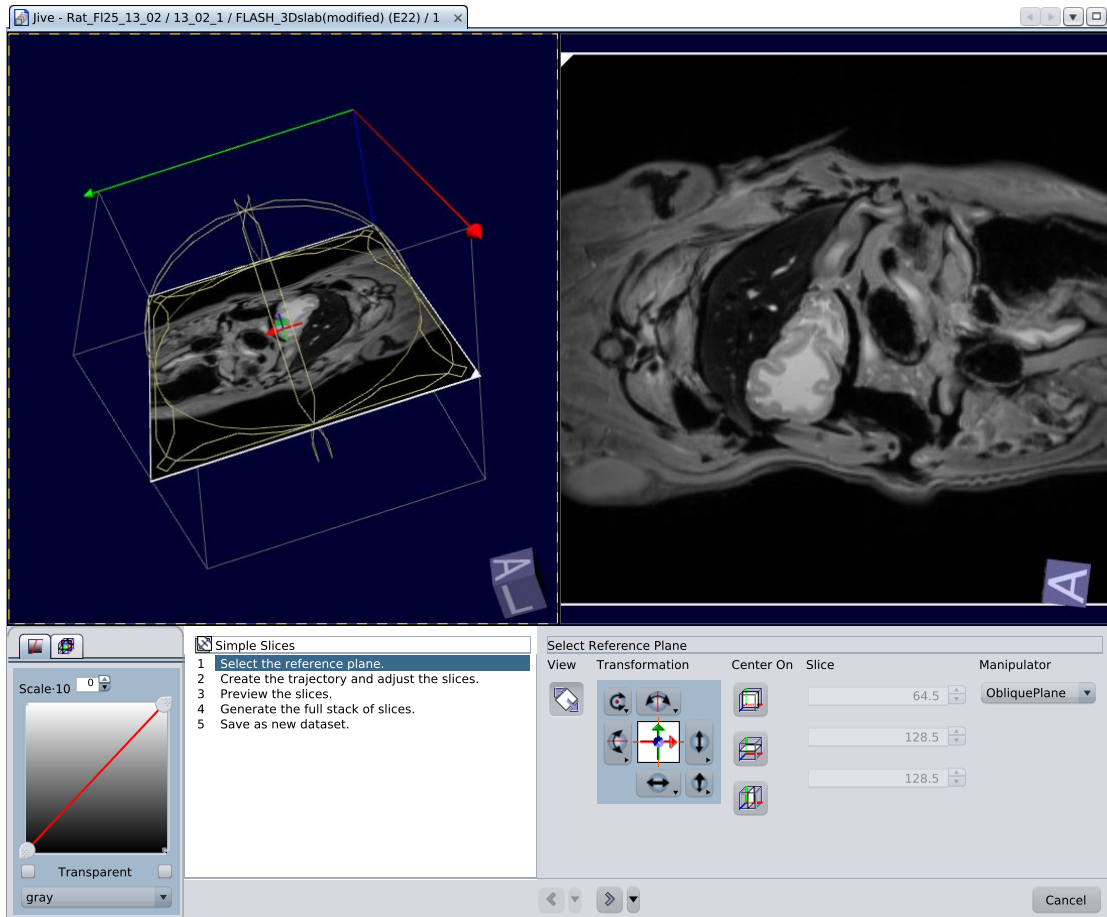 Jive - Rat_Fl25_13_02 / 13_02_1 / FLASH_3Dslab(modified) (E22) / 1
A
L
A
Scale·10 0
Transparent
gray
Simple Slices
1 Select the reference plane.
2 Create the trajectory and adjust the slices.
3 Preview the slices.
4 Generate the full stack of slices.
5 Save as new dataset.
Select Reference Plane
View Transformation Center On Slice Manipulator
64.5
128.5
128.5
ObliquePlane
Cancel